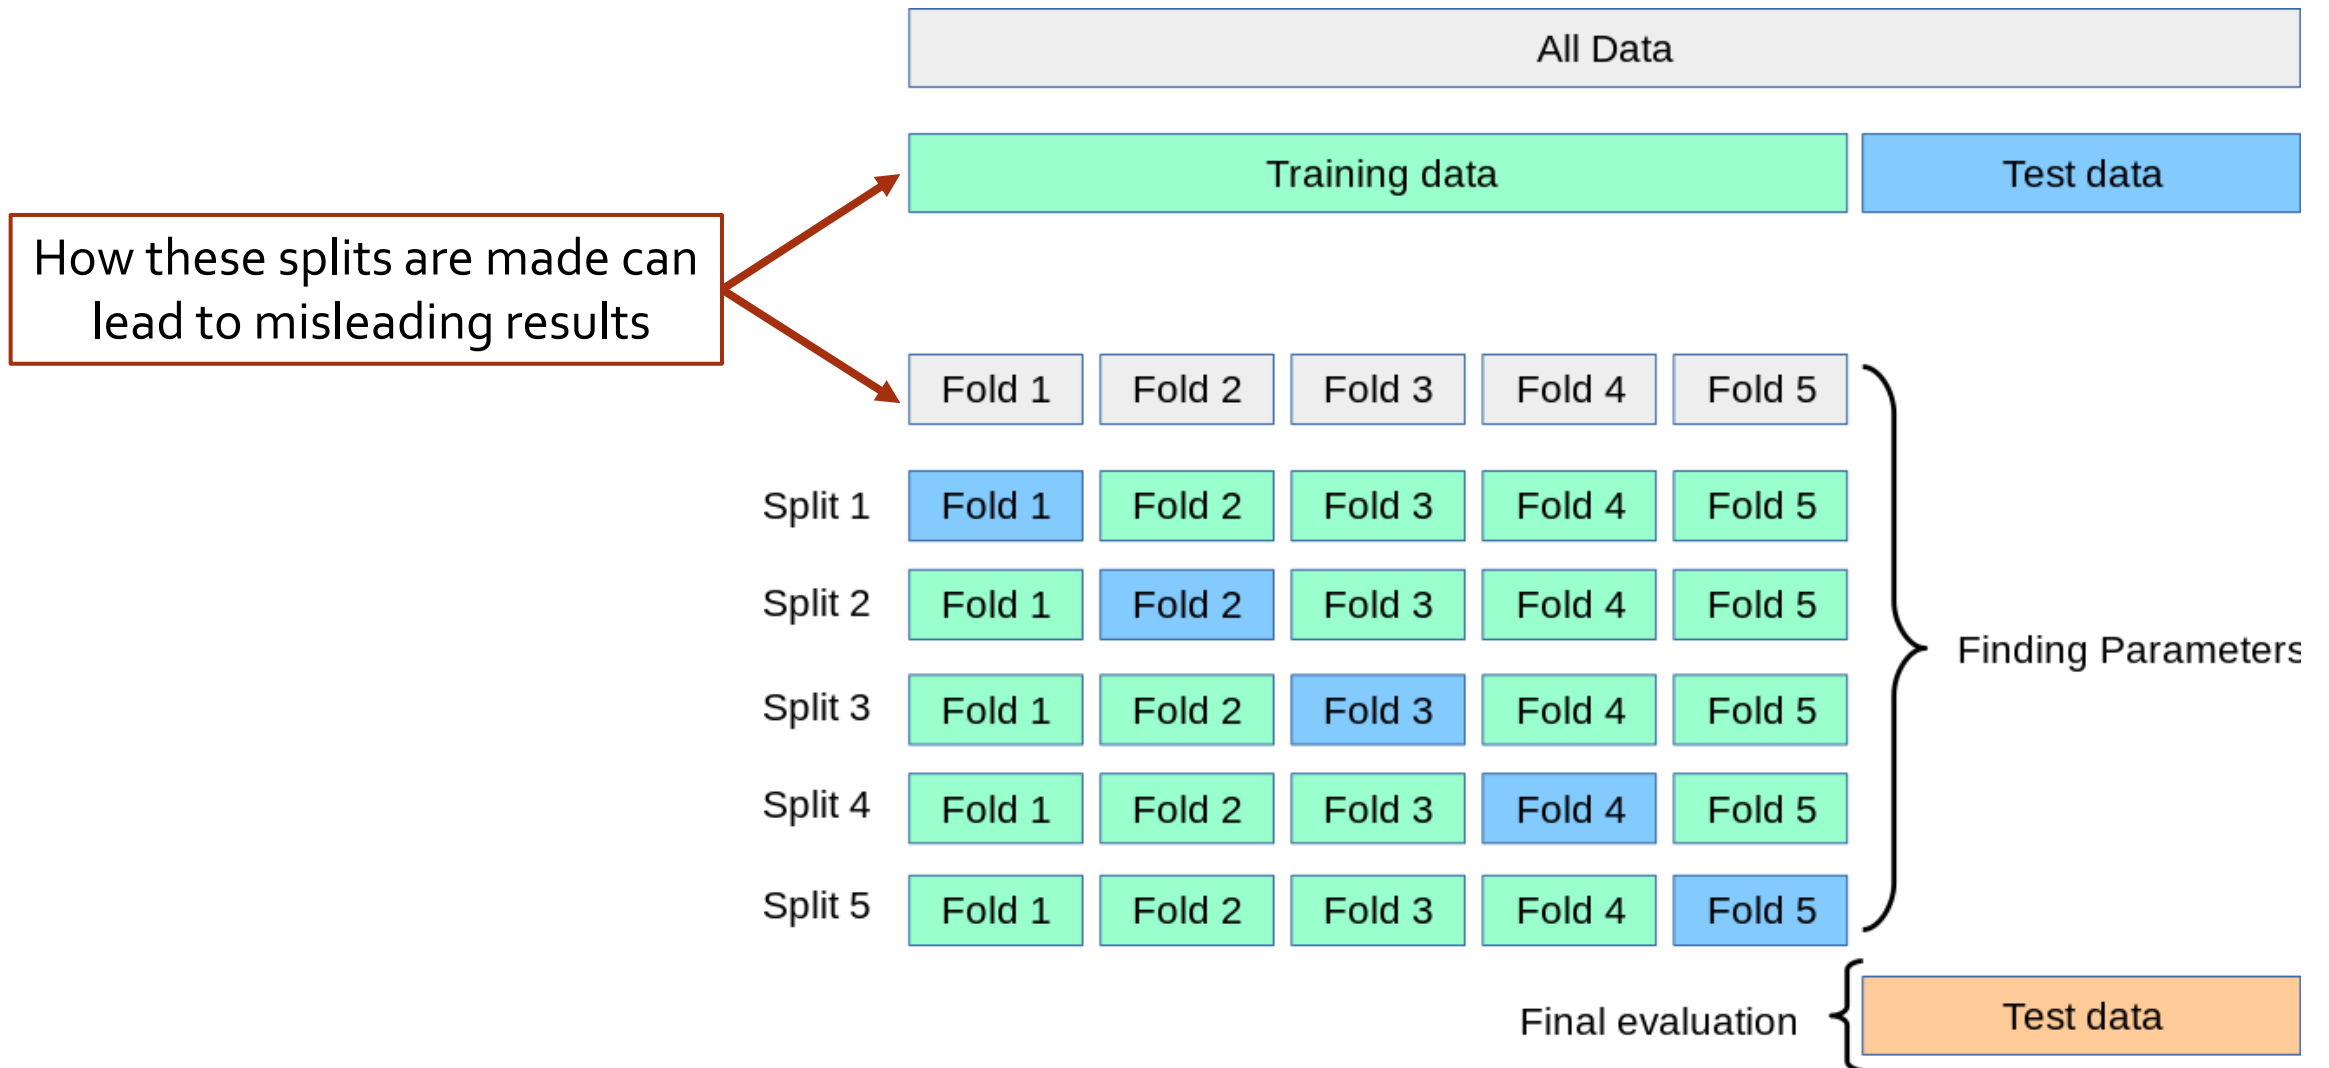 All Data
Training data Test data
How these splits are made can
lead to misleading results
Fold 1 Fold 2 Fold 3 Fold 4 Fold 5
Split 1 Fold 1 Fold 2 Fold 3 Fold 4 Fold 5
Split 2 Fold 1 Fold 2 Fold 3 Fold 4 Fold 5
Finding Parameters
Split 3 Fold 1 Fold 2 Fold 3 Fold 4 Fold 5
Split 4 Fold 1 Fold 2 Fold 3 Fold 4 Fold 5
Split 5 Fold 1 Fold 2 Fold 3 Fold 4 Fold 5
Final evaluation Test data